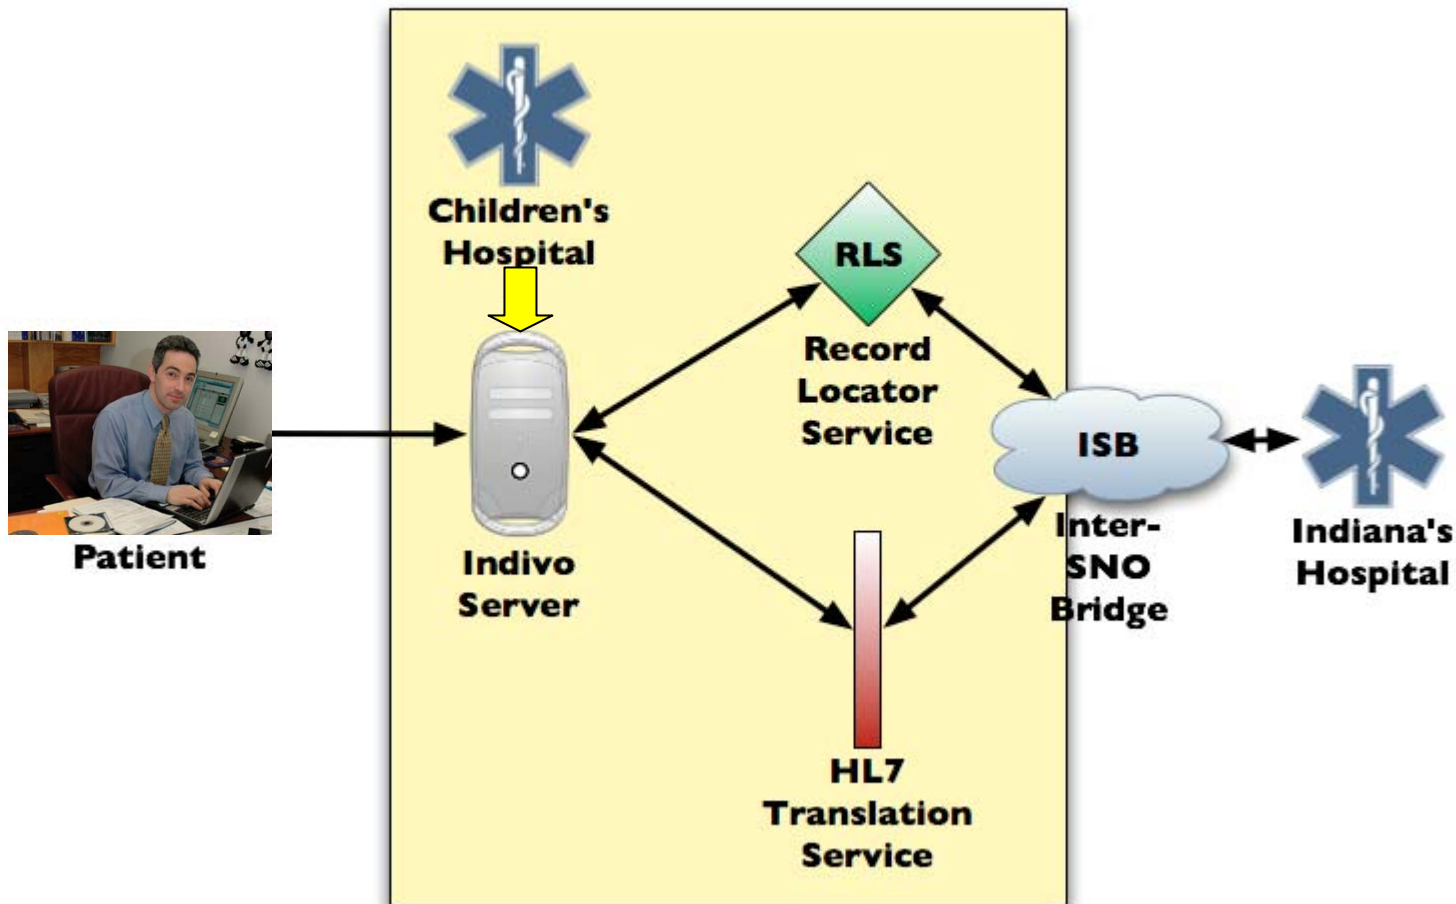 Children's
Hospital
RLS
Record
Locator
Service
ISB
Inter-
SNO
Bridge
Indiana's
Hospital
Patient
Indivo
Server
HL7
Translation
Service